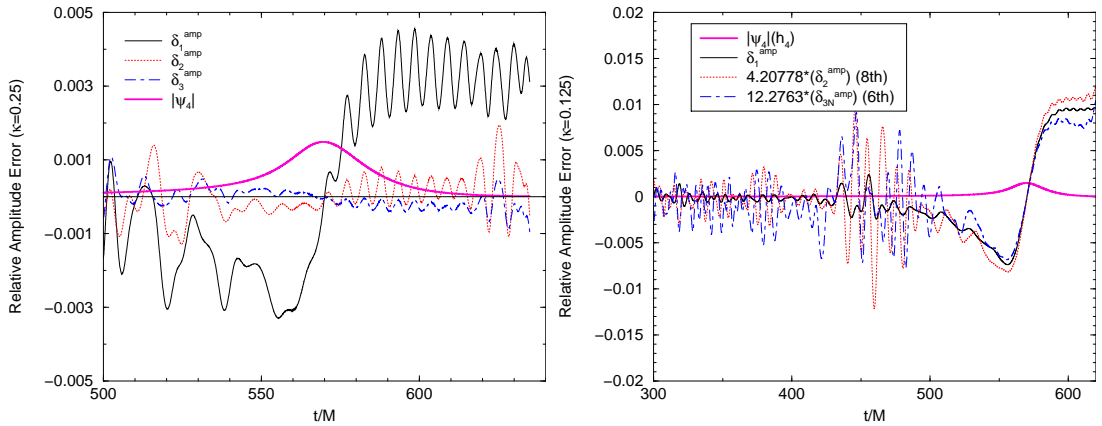 Relative Amplitude Error (κ=0.25)
0.005
0.003
0.001
−0.001
−0.003
−0.005
500
550
600
t/M
δ₁ᵃᵐᵖ
δ₂ᵃᵐᵖ
δ₃ᵃᵐᵖ
|ψ₄|
Relative Amplitude Error (κ=0.125)
0.02
0.015
0.01
0.005
0
−0.005
−0.01
−0.015
−0.02
300
400
500
600
t/M
|ψ₄|(h₄)
δ₁ᵃᵐᵖ
4.20778*(δ₂ᵃᵐᵖ) (8th)
12.2763*(δ₃Nᵃᵐᵖ) (6th)